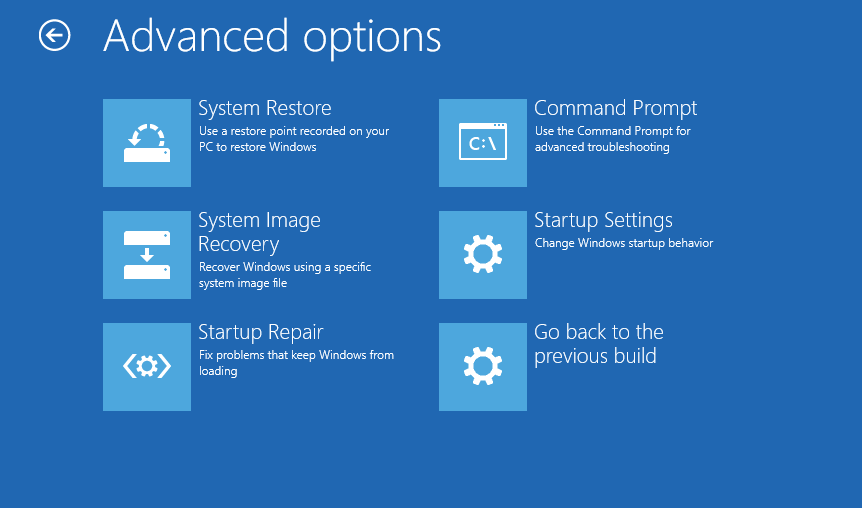 Advanced options
System Restore
Use a restore point recorded on your
PC to restore Windows
System Image
Recovery
Recover Windows using a specific
system image file
Startup Repair
Fix problems that keep Windows from
loading
Command Prompt
C:\
Use the Command Prompt for
advanced troubleshooting
Startup Settings
Change Windows startup behavior
Go back to the
previous build